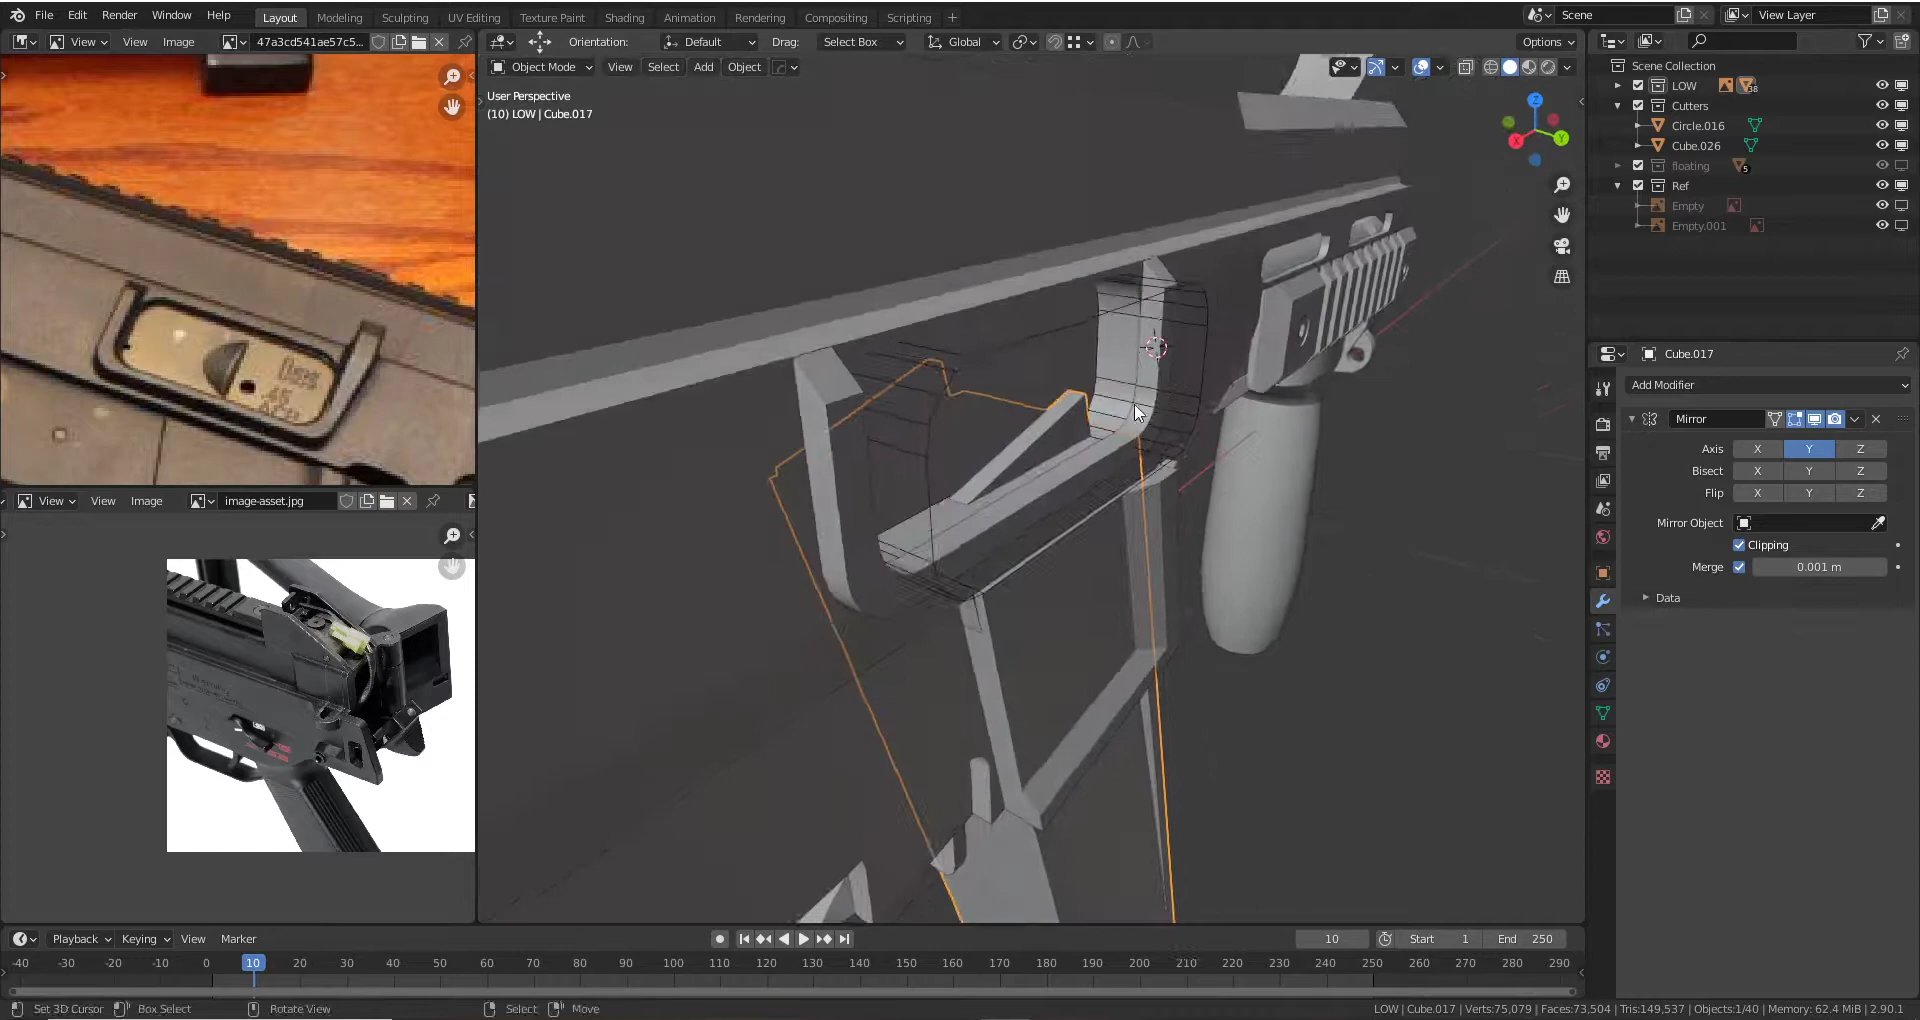 File Edit Render Window Help Layout Modeling Sculpting UV Editing Texture Paint Shading Animation Rendering Compositing Scripting + Scene View Layer
View View Image 47a3cd541ae57c5... Orientation: Default Drag: Select Box Global Options
Object Mode View Select Add Object
User Perspective
(10) LOW | Cube.017
Z
Y
X
Scene Collection
LOW 38
Cutters
Circle.016
Cube.026
floating 5
Ref
Empty
Empty.001
Cube.017
Add Modifier
Mirror
Axis X Y Z
Bisect X Y Z
Flip X Y Z
Mirror Object
Clipping
Merge 0.001 m
Data
View View Image image-asset.jpg
Playback Keying View Marker 10 Start 1 End 250
-40 -30 -20 -10 0 10 20 30 40 50 60 70 80 90 100 110 120 130 140 150 160 170 180 190 200 210 220 230 240 250 260 270 280 290
Set 3D Cursor Box Select Rotate View Select Move LOW | Cube.017 | Verts:75,079 | Faces:73,504 | Tris:149,537 | Objects:1/40 | Memory: 62.4 MiB | 2.90.1